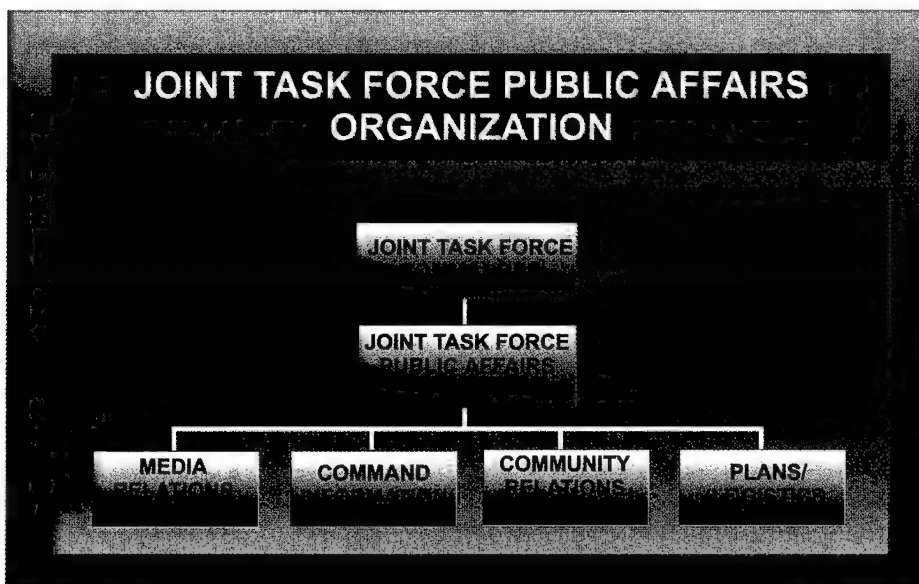 JOINT TASK FORCE PUBLIC AFFAIRS
ORGANIZATION
JOINT TASK FORCE
JOINT TASK FORCE
PUBLIC AFFAIRS
MEDIA
RELATIONS
COMMAND
COMMUNITY
RELATIONS
PLANS/